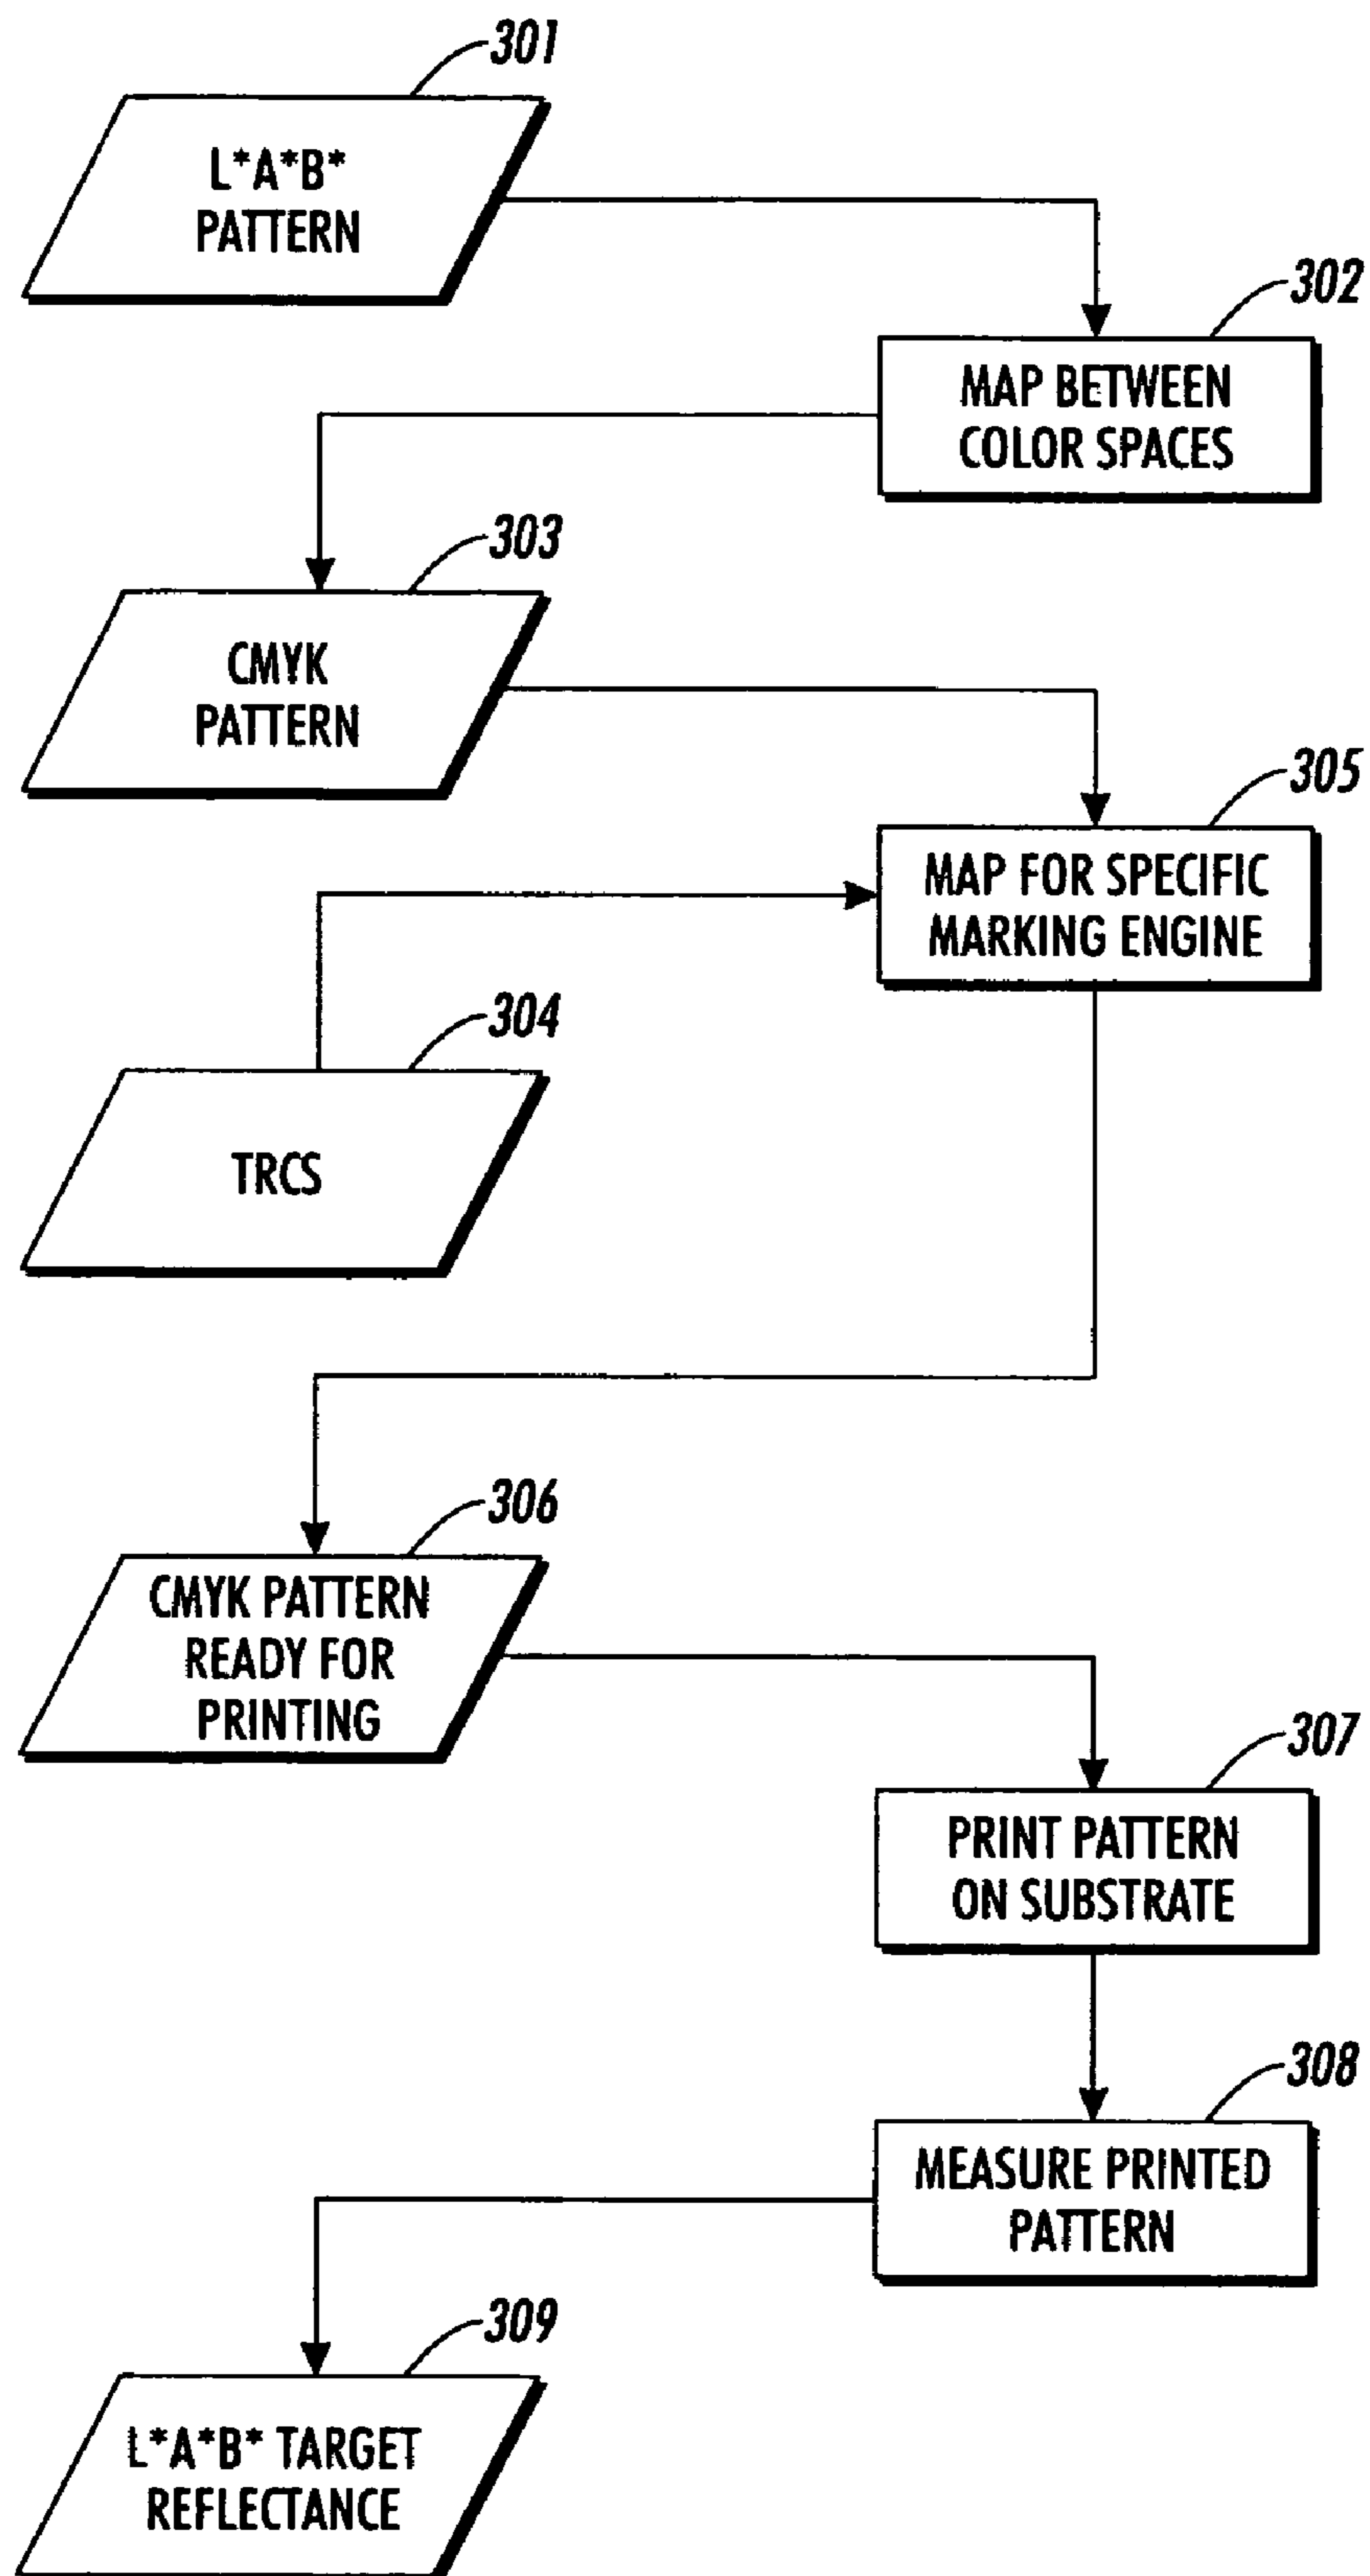 301
L*A*B*
PATTERN
302
MAP BETWEEN
COLOR SPACES
303
CMYK
PATTERN
305
MAP FOR SPECIFIC
MARKING ENGINE
304
TRCS
306
CMYK PATTERN
READY FOR
PRINTING
307
PRINT PATTERN
ON SUBSTRATE
308
MEASURE PRINTED
PATTERN
309
L*A*B* TARGET
REFLECTANCE